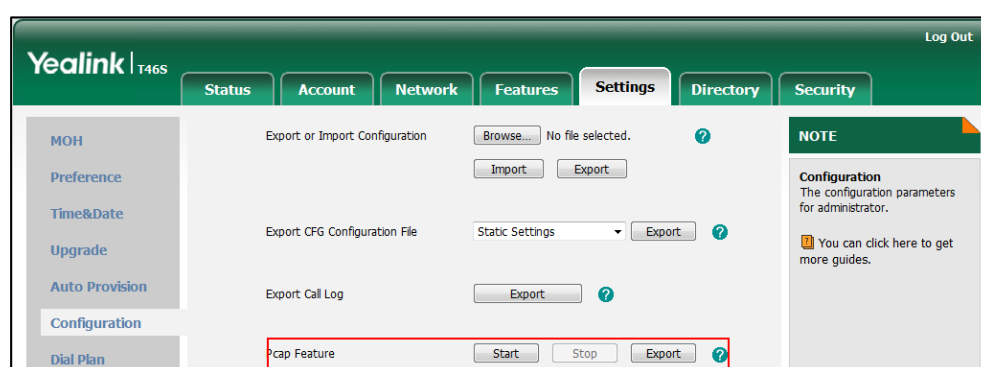 Log Out
Yealink | T46S
Status Account Network Features Settings Directory Security
MOH
Preference
Time&Date
Upgrade
Auto Provision
Configuration
Dial Plan
Export or Import Configuration Browse... No file selected. ?
Import Export
Export CFG Configuration File Static Settings Export ?
Export Call Log Export ?
Pcap Feature Start Stop Export ?
NOTE
Configuration
The configuration parameters
for administrator.
? You can click here to get
more guides.